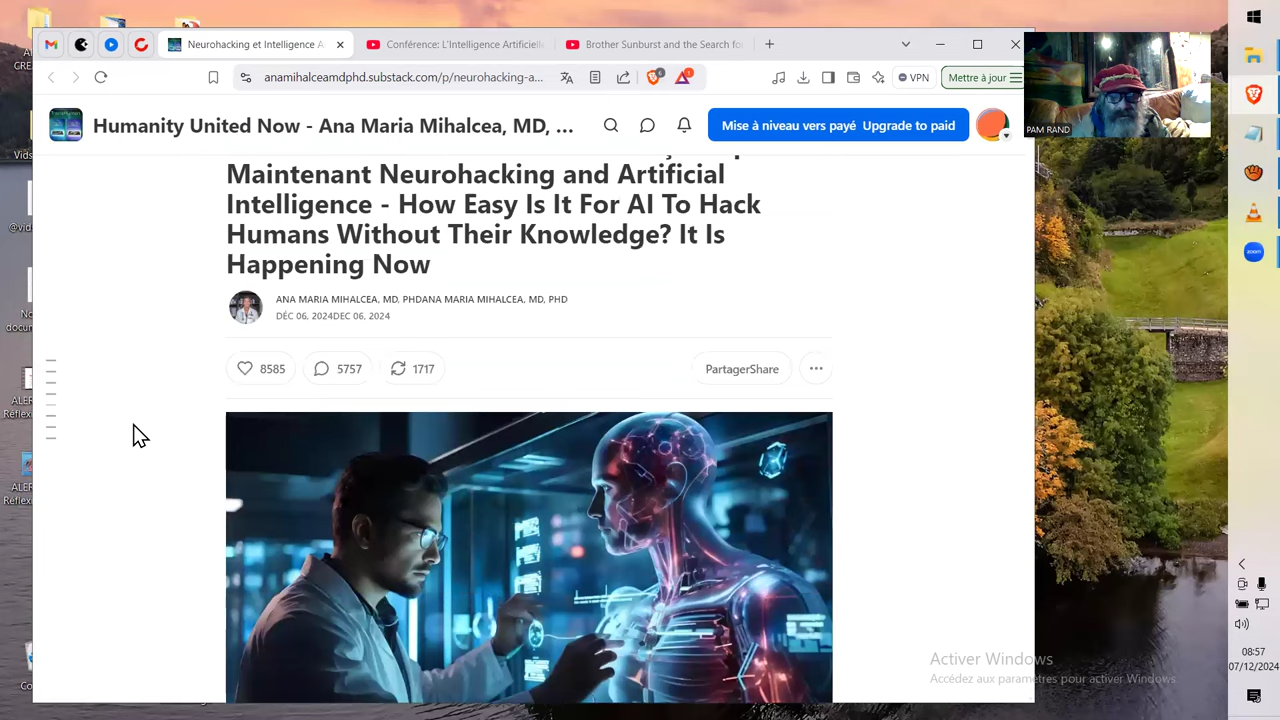 Neurohacking et Intelligence A
Conférence: L'Intelligence Artificielle
Brother Sunburst and the Search for
anamihalceamdphd.substack.com/p/neurohacking-a...
VPN
Mettre à jour
Humanity United Now - Ana Maria Mihalcea, MD, ...
Mise à niveau vers payé Upgrade to paid
PAM RAND
Maintenant Neurohacking and Artificial
Intelligence - How Easy Is It For AI To Hack
Humans Without Their Knowledge? It Is
Happening Now
ANA MARIA MIHALCEA, MD, PHDANA MARIA MIHALCEA, MD, PHD
DÉC 06, 2024DEC 06, 2024
8585
5757
1717
PartagerShare
zoom
Activer Windows
Accédez aux paramètres pour activer Windows.
08:57
07/12/2024